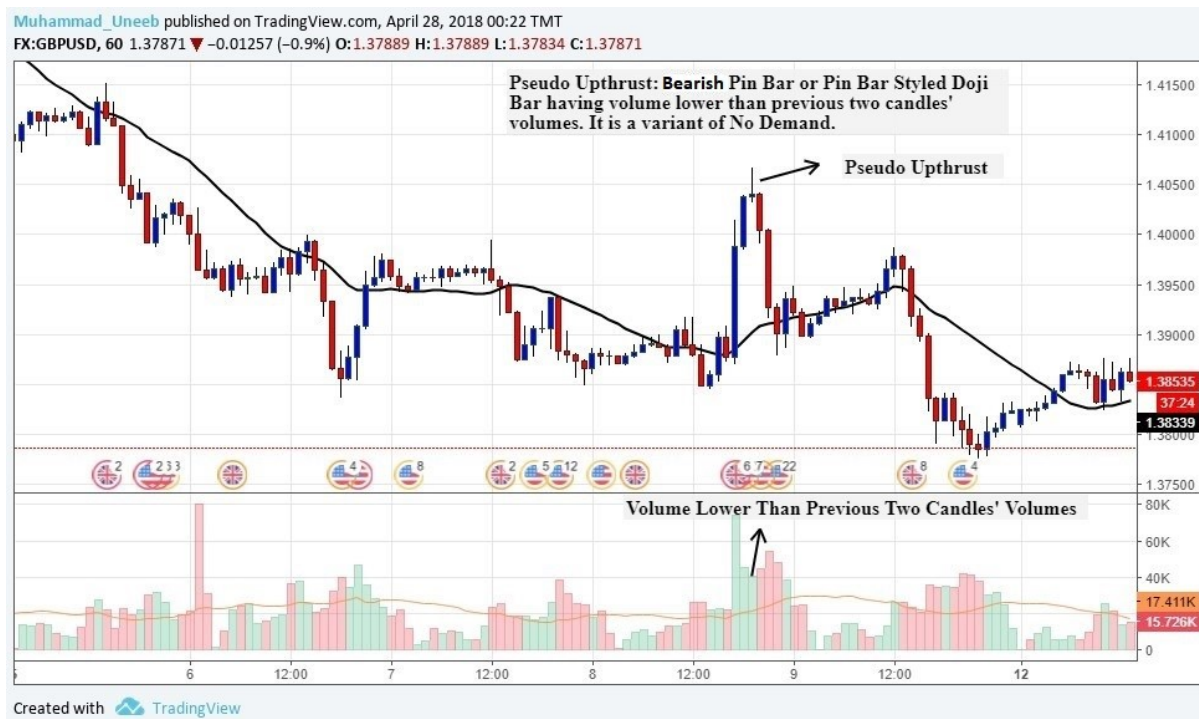 Muhammad_Uneeb published on TradingView.com, April 28, 2018 00:22 TMT
FX:GBPUSD, 60 1.37871 ▼ −0.01257 (−0.9%) O:1.37889 H:1.37889 L:1.37834 C:1.37871
Pseudo Upthrust: Bearish Pin Bar or Pin Bar Styled Doji
Bar having volume lower than previous two candles'
volumes. It is a variant of No Demand.
Pseudo Upthrust
1.41500
1.41000
1.40500
1.40000
1.39500
1.39000
1.38535
37:24
1.38339
1.38000
1.37500
2 2 3 3 4 8 2 5 12 6 7 22 8 4
Volume Lower Than Previous Two Candles' Volumes
80K
60K
40K
17.411K
15.726K
0
6 12:00 7 12:00 8 12:00 9 12:00 12
Created with TradingView